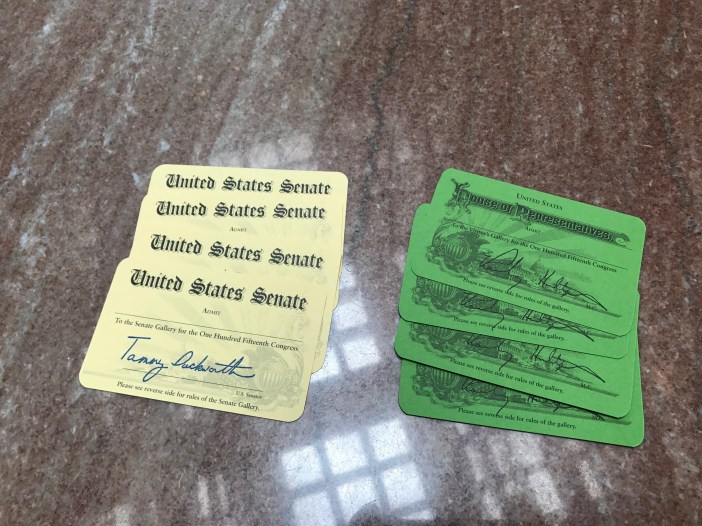 United States Senate
United States Senate
Admit
United States Senate
United States Senate
Admit
To the Senate Gallery for the One Hundred Fifteenth Congress
Tammy Duckworth
U.S. Senator
Please see reverse side for rules of the Senate Gallery.
United States
House of Representatives
Admit
To the Visitor's Gallery for the One Hundred Fifteenth Congress
Please see reverse side for rules of the gallery.
M.C.
Please see reverse side for rules of the gallery.
Please see reverse side for rules of the gallery.
M.C.
Please see reverse side for rules of the gallery.